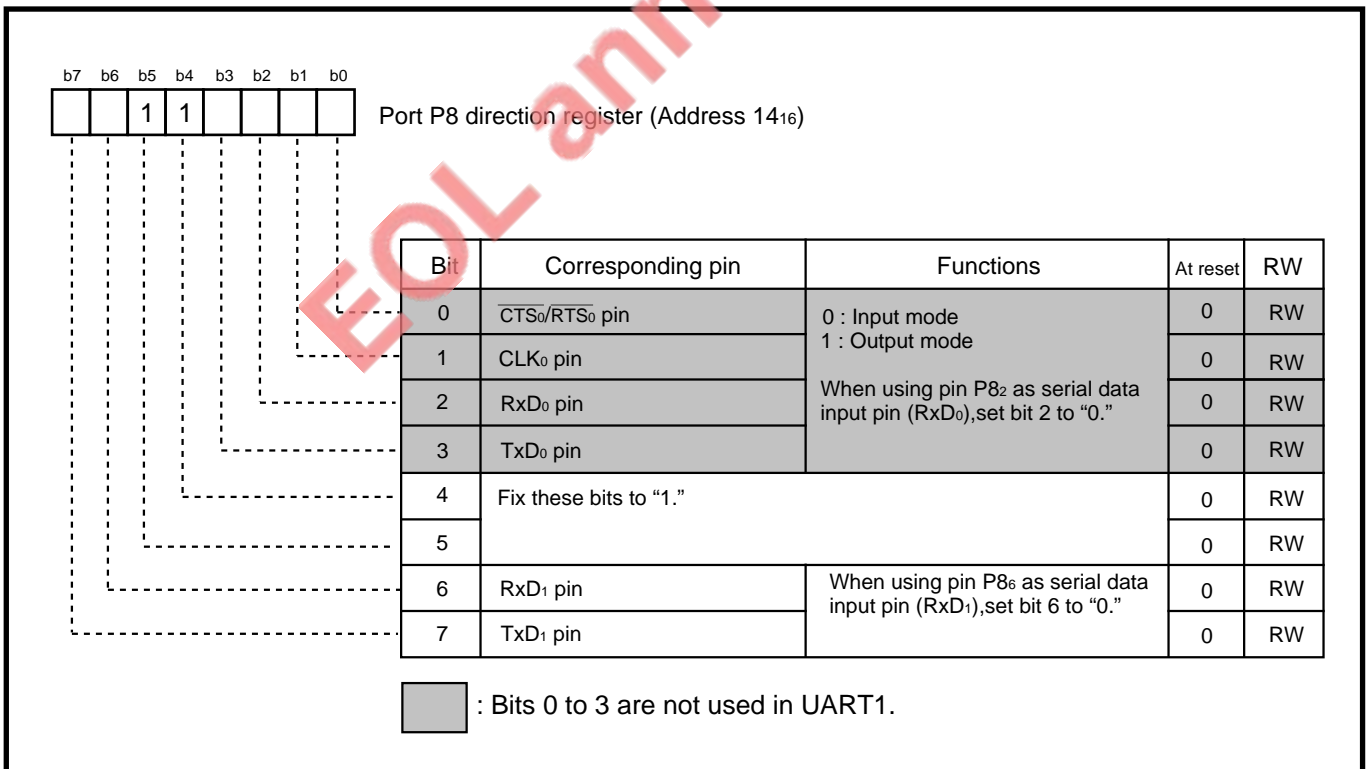 EOL ann
b7 b6 b5 b4 b3 b2 b1 b0
1 1
Port P8 direction register (Address 14₁₆)
Bit Corresponding pin Functions At reset RW
0 C̅T̅S̅₀/R̅T̅S̅₀ pin 0 : Input mode 0 RW
1 : Output mode
1 CLK₀ pin 0 RW
When using pin P8₂ as serial data
2 RxD₀ pin input pin (RxD₀),set bit 2 to “0.” 0 RW
3 TxD₀ pin 0 RW
4 Fix these bits to “1.” 0 RW
5 0 RW
6 RxD₁ pin When using pin P8₆ as serial data 0 RW
input pin (RxD₁),set bit 6 to “0.”
7 TxD₁ pin 0 RW
: Bits 0 to 3 are not used in UART1.